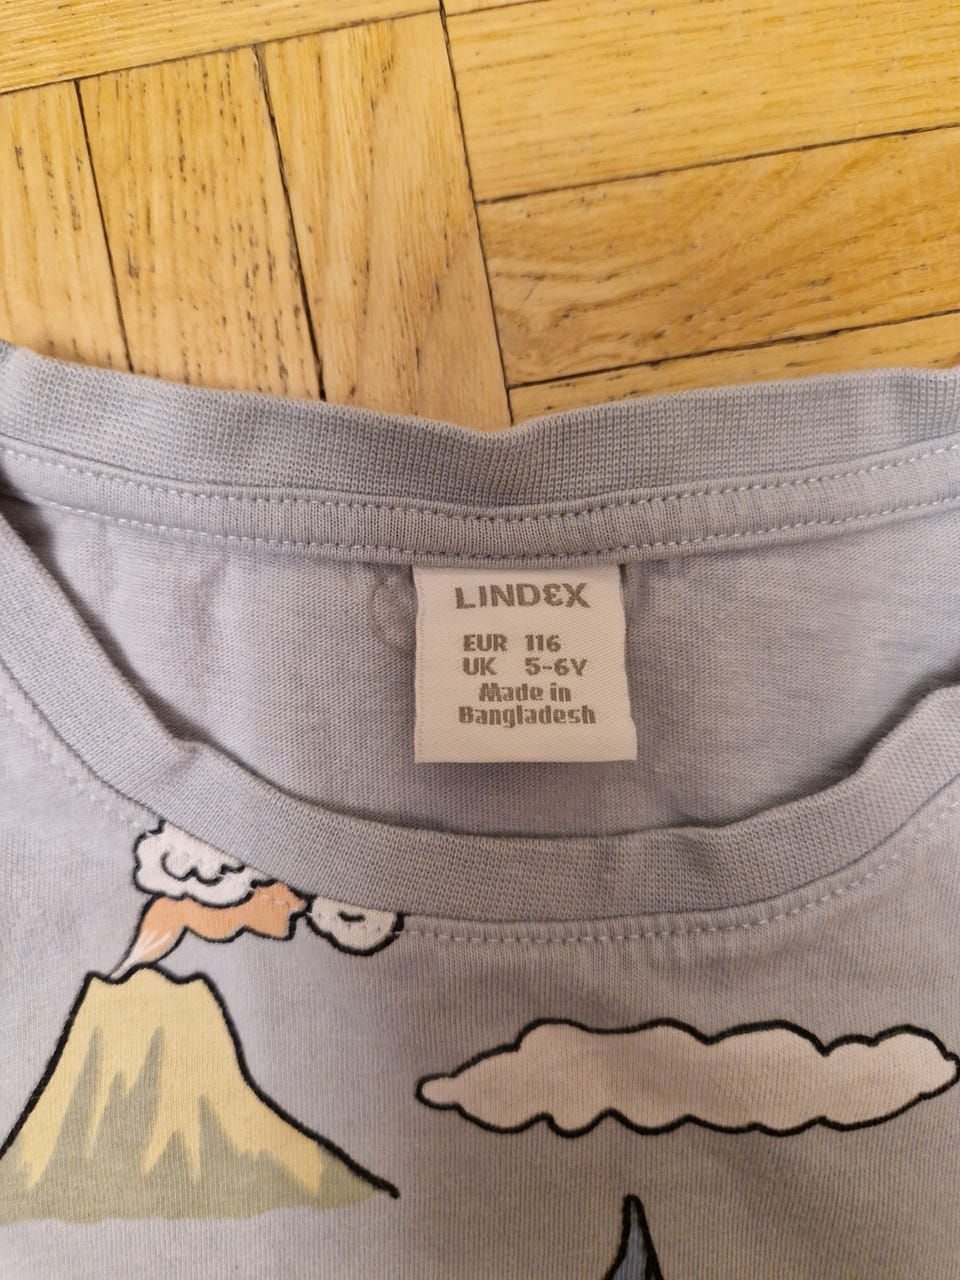 LINDEX
EUR 116
UK 5-6Y
Made in
Bangladesh